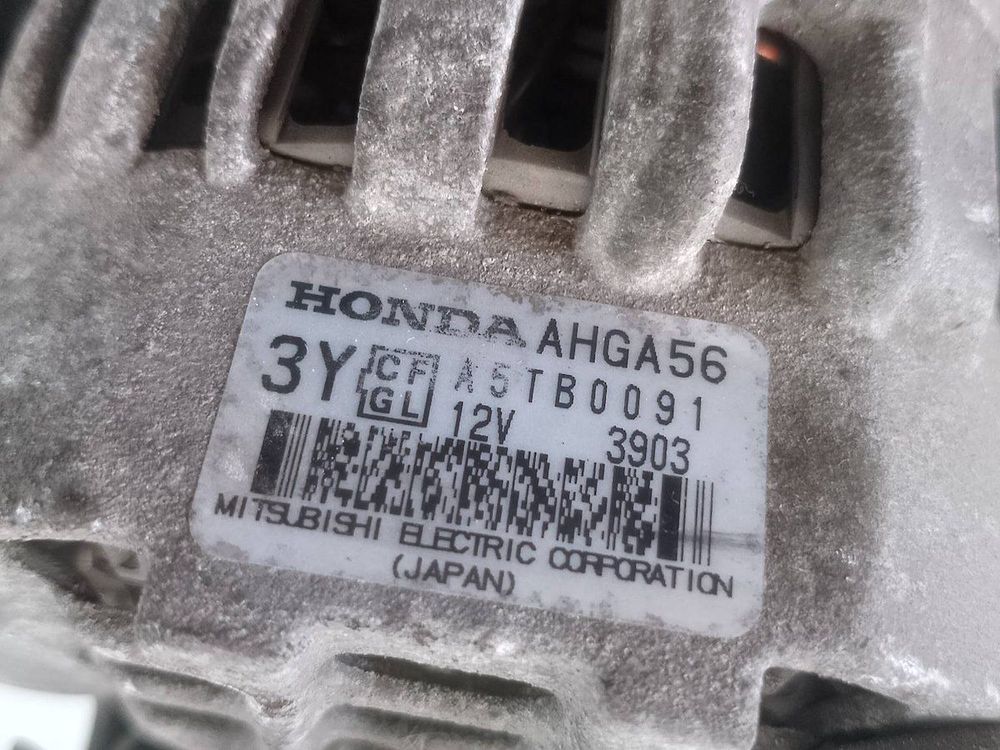 HONDA AHGA56
3Y CF GL A5TB0091
12V 3903
MITSUBISHI ELECTRIC CORPORATION
(JAPAN)